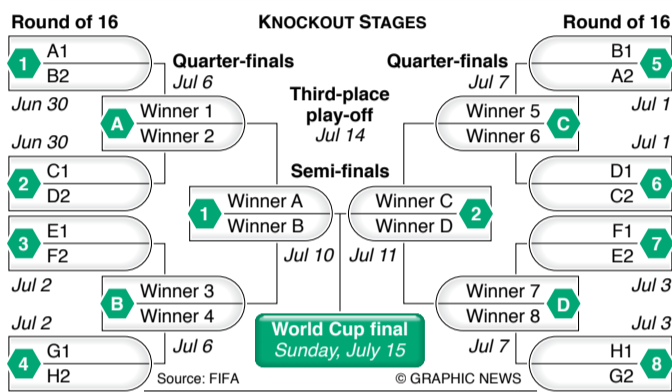 Round of 16
KNOCKOUT STAGES
Round of 16
1
A1
B2
Jun 30
Jun 30
2
C1
D2
3
E1
F2
Jul 2
Jul 2
4
G1
H2
Quarter-finals
Jul 6
A
Winner 1
Winner 2
B
Winner 3
Winner 4
Jul 6
Third-place
play-off
Jul 14
Semi-finals
1
Winner A
Winner B
Jul 10
Winner C
Winner D
2
Jul 11
World Cup final
Sunday, July 15
Quarter-finals
Jul 7
Winner 5
Winner 6
C
Winner 7
Winner 8
D
Jul 7
B1
A2
5
Jul 1
Jul 1
D1
C2
6
F1
E2
7
Jul 3
Jul 3
H1
G2
8
Source: FIFA
© GRAPHIC NEWS